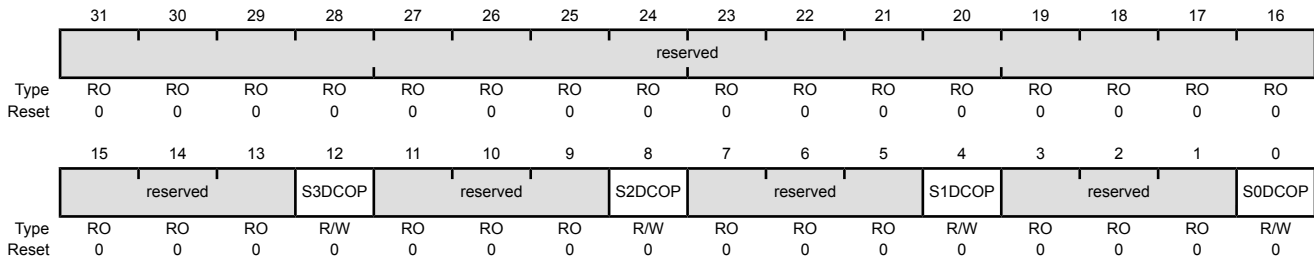 31 30 29 28 27 26 25 24 23 22 21 20 19 18 17 16
reserved
Type RO RO RO RO RO RO RO RO RO RO RO RO RO RO RO RO
Reset 0 0 0 0 0 0 0 0 0 0 0 0 0 0 0 0
15 14 13 12 11 10 9 8 7 6 5 4 3 2 1 0
reserved S3DCOP reserved S2DCOP reserved S1DCOP reserved S0DCOP
Type RO RO RO R/W RO RO RO R/W RO RO RO R/W RO RO RO R/W
Reset 0 0 0 0 0 0 0 0 0 0 0 0 0 0 0 0